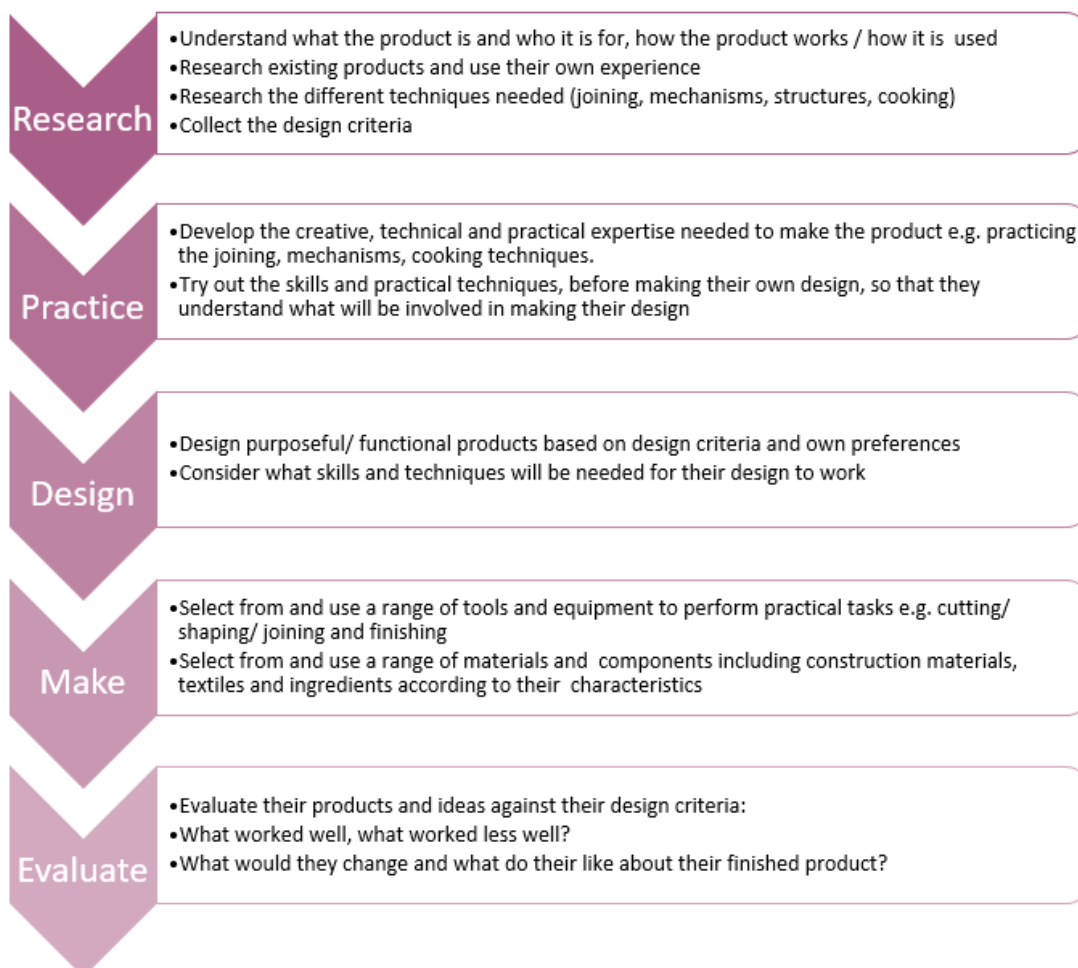 Research
•Understand what the product is and who it is for, how the product works / how it is  used
•Research existing products and use their own experience
•Research the different techniques needed (joining, mechanisms, structures, cooking)
•Collect the design criteria
Practice
•Develop the creative, technical and practical expertise needed to make the product e.g. practicing
the joining, mechanisms, cooking techniques.
•Try out the skills and practical techniques, before making their own design, so that they
understand what will be involved in making their design
Design
•Design purposeful/ functional products based on design criteria and own preferences
•Consider what skills and techniques will be needed for their design to work
Make
•Select from and use a range of tools and equipment to perform practical tasks e.g. cutting/
shaping/ joining and finishing
•Select from and use a range of materials and  components including construction materials,
textiles and ingredients according to their  characteristics
Evaluate
•Evaluate their products and ideas against their design criteria:
•What worked well, what worked less well?
•What would they change and what do their like about their finished product?